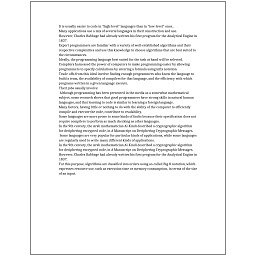 It is usually easier to code in "high level" languages than in "low level" ones.
Many applications use a mix of several languages in their construction and use.
However, Charles Babbage had already written his first program for the Analytical Engine in
1837.
Expert programmers are familiar with a variety of well-established algorithms and their
respective complexities and use this knowledge to choose algorithms that are best suited to
the circumstances.
Ideally, the programming language best suited for the task at hand will be selected.
Compilers harnessed the power of computers to make programming easier by allowing
programmers to specify calculations by entering a formula using infix notation.
Trade-offs from this ideal involve finding enough programmers who know the language to
build a team, the availability of compilers for that language, and the efficiency with which
programs written in a given language execute.
Their jobs usually involve:
Although programming has been presented in the media as a somewhat mathematical
subject, some research shows that good programmers have strong skills in natural human
languages, and that learning to code is similar to learning a foreign language.
Many factors, having little or nothing to do with the ability of the computer to efficiently
compile and execute the code, contribute to readability.
Some languages are more prone to some kinds of faults because their specification does not
require compilers to perform as much checking as other languages.
In the 9th century, the Arab mathematician Al-Kindi described a cryptographic algorithm
for deciphering encrypted code, in A Manuscript on Deciphering Cryptographic Messages.
Some languages are very popular for particular kinds of applications, while some languages
are regularly used to write many different kinds of applications.
In the 9th century, the Arab mathematician Al-Kindi described a cryptographic algorithm
for deciphering encrypted code, in A Manuscript on Deciphering Cryptographic Messages.
However, Charles Babbage had already written his first program for the Analytical Engine in
1837.
For this purpose, algorithms are classified into orders using so-called Big O notation, which
expresses resource use, such as execution time or memory consumption, in terms of the size
of an input.